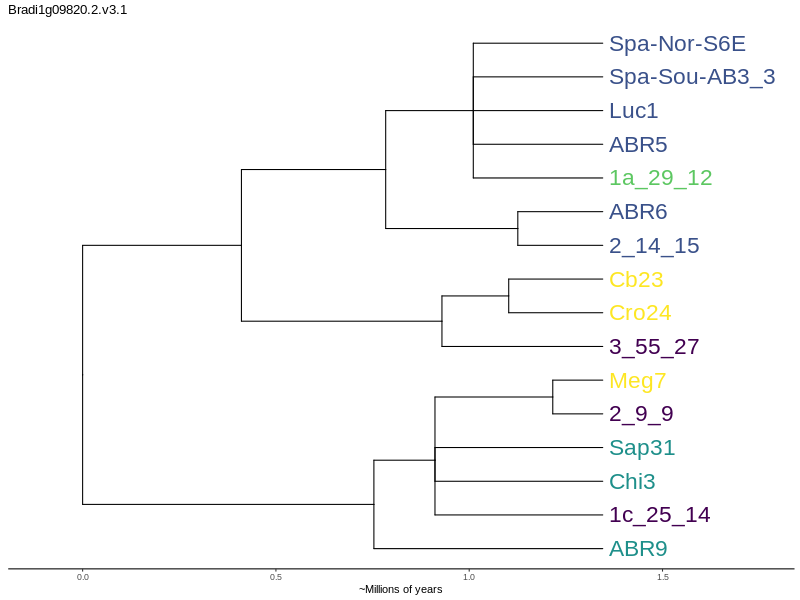 Bradi1g09820.2.v3.1
Spa-Nor-S6E
Spa-Sou-AB3_3
Luc1
ABR5
1a_29_12
ABR6
2_14_15
Cb23
Cro24
3_55_27
Meg7
2_9_9
Sap31
Chi3
1c_25_14
ABR9
0.0 0.5 1.0 1.5
~Millions of years